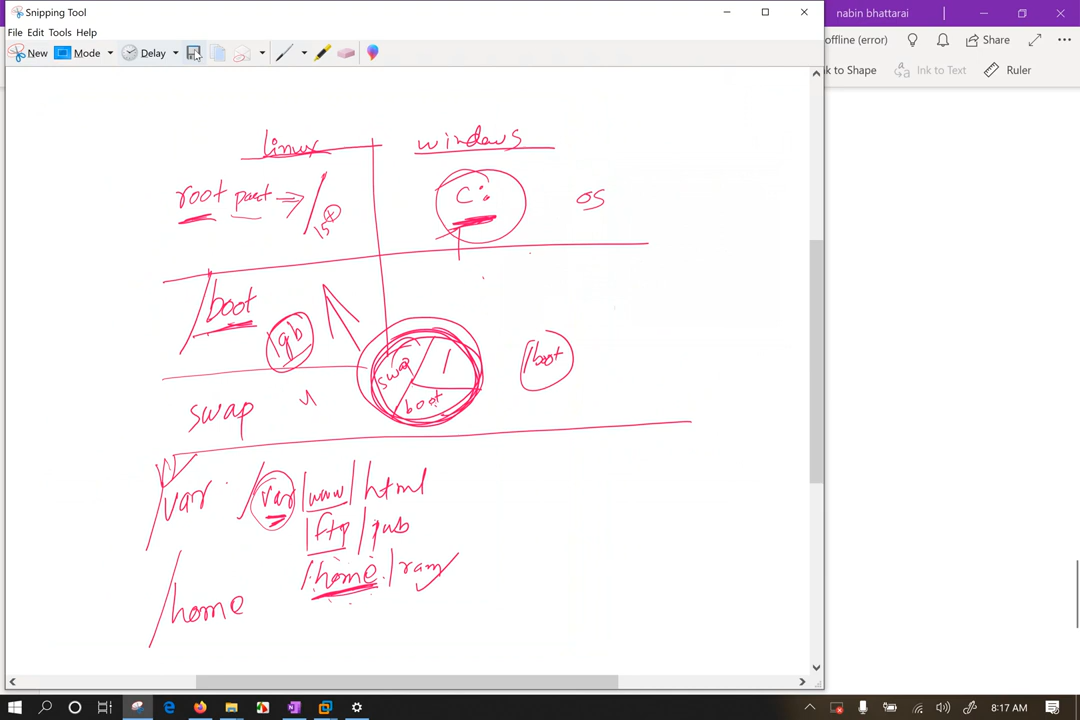 Snipping Tool
nabin bhattarai
File Edit Tools Help
offline (error)
Share
New Mode Delay
k to Shape
Ink to Text
Ruler
linux
windows
root part ⇒ /
15
C:
os
/boot
1gb
swap
/
boot
/boot
swap
/var
/var/www/html
/ftp/pub
/home/ram
/home
8:17 AM